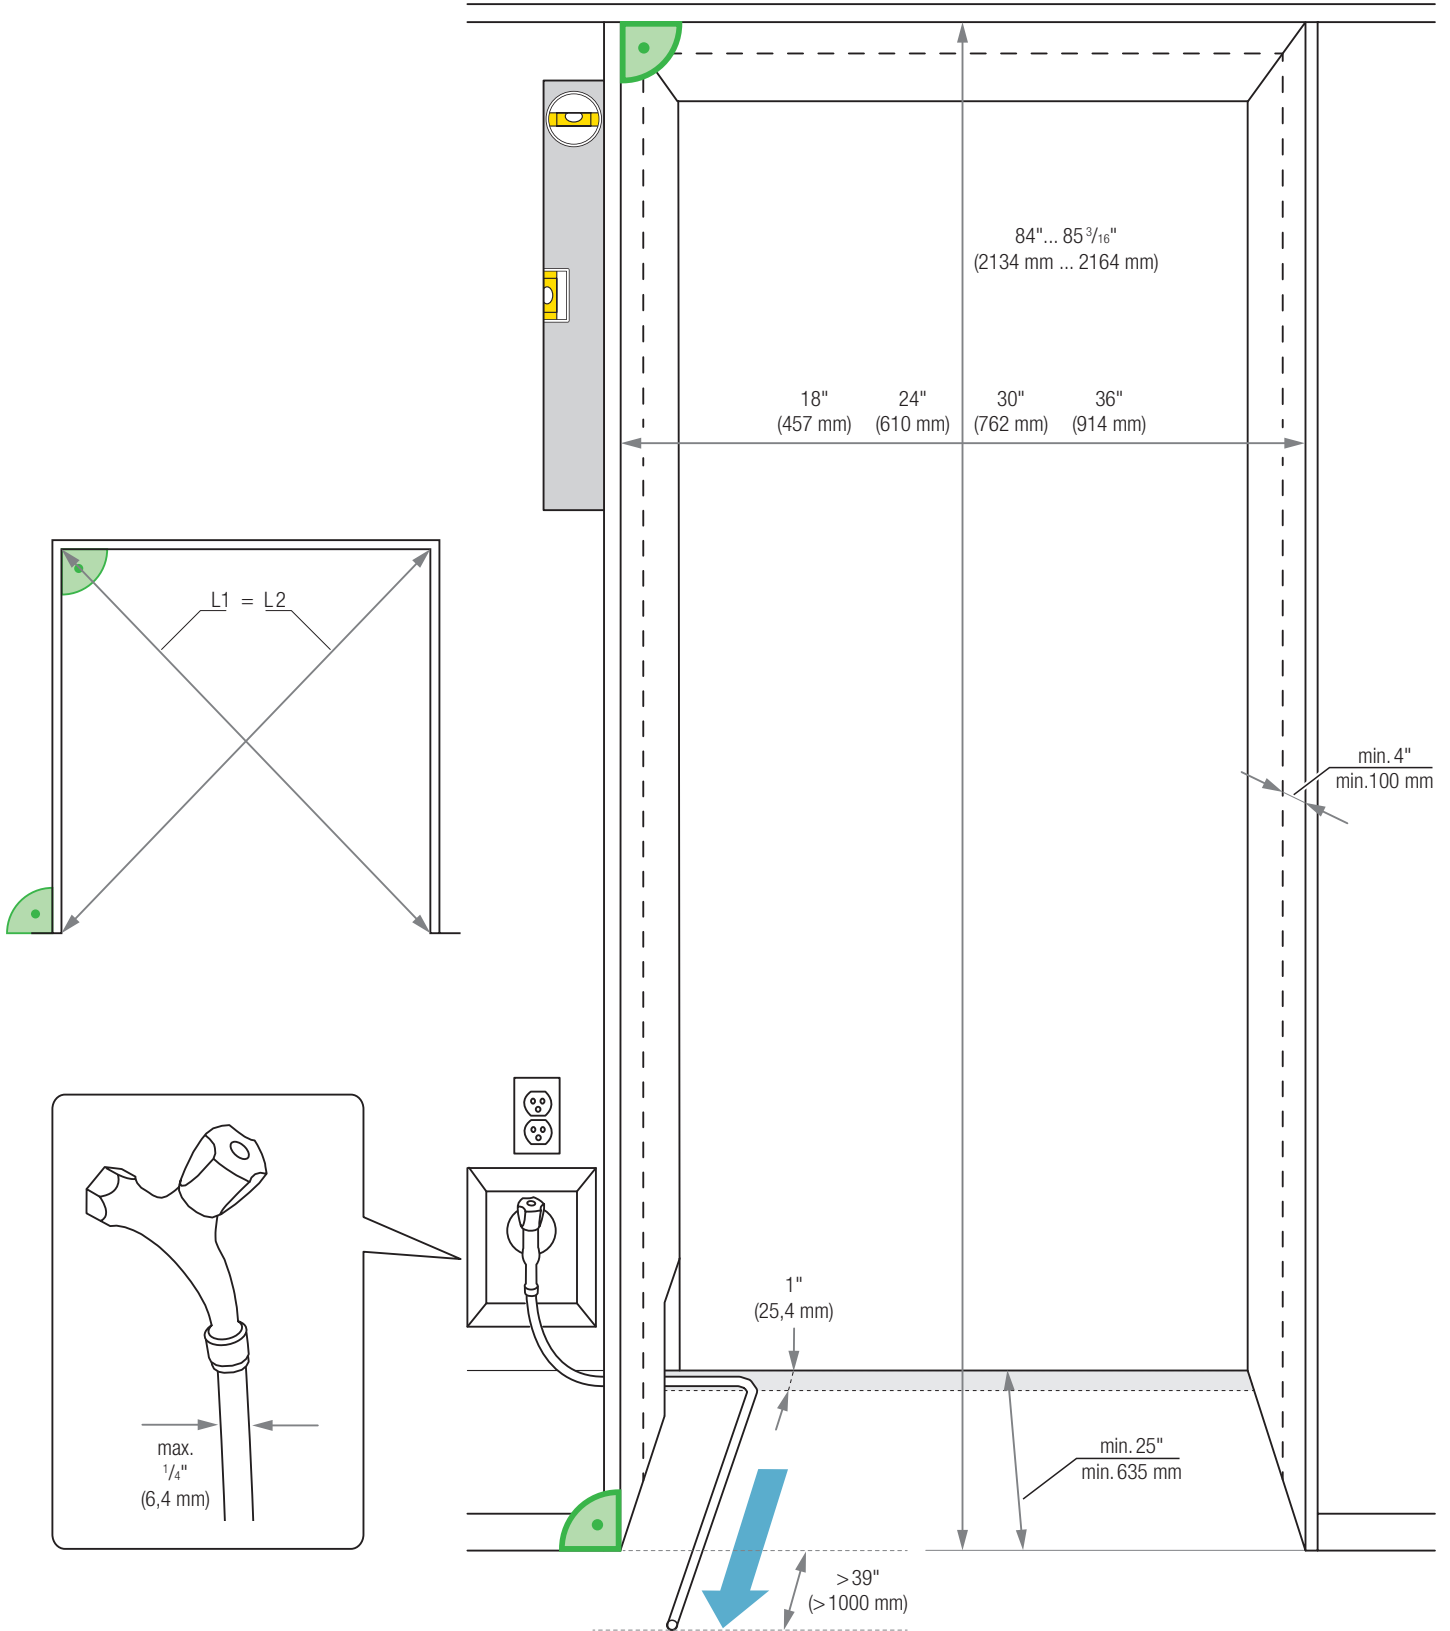 84"... 85 3/16"
(2134 mm ... 2164 mm)
18" 24" 30" 36"
(457 mm) (610 mm) (762 mm) (914 mm)
L1 = L2
min. 4"
min.100 mm
1"
(25,4 mm)
max.
1/4"
(6,4 mm)
min. 25"
min. 635 mm
>39"
(>1000 mm)